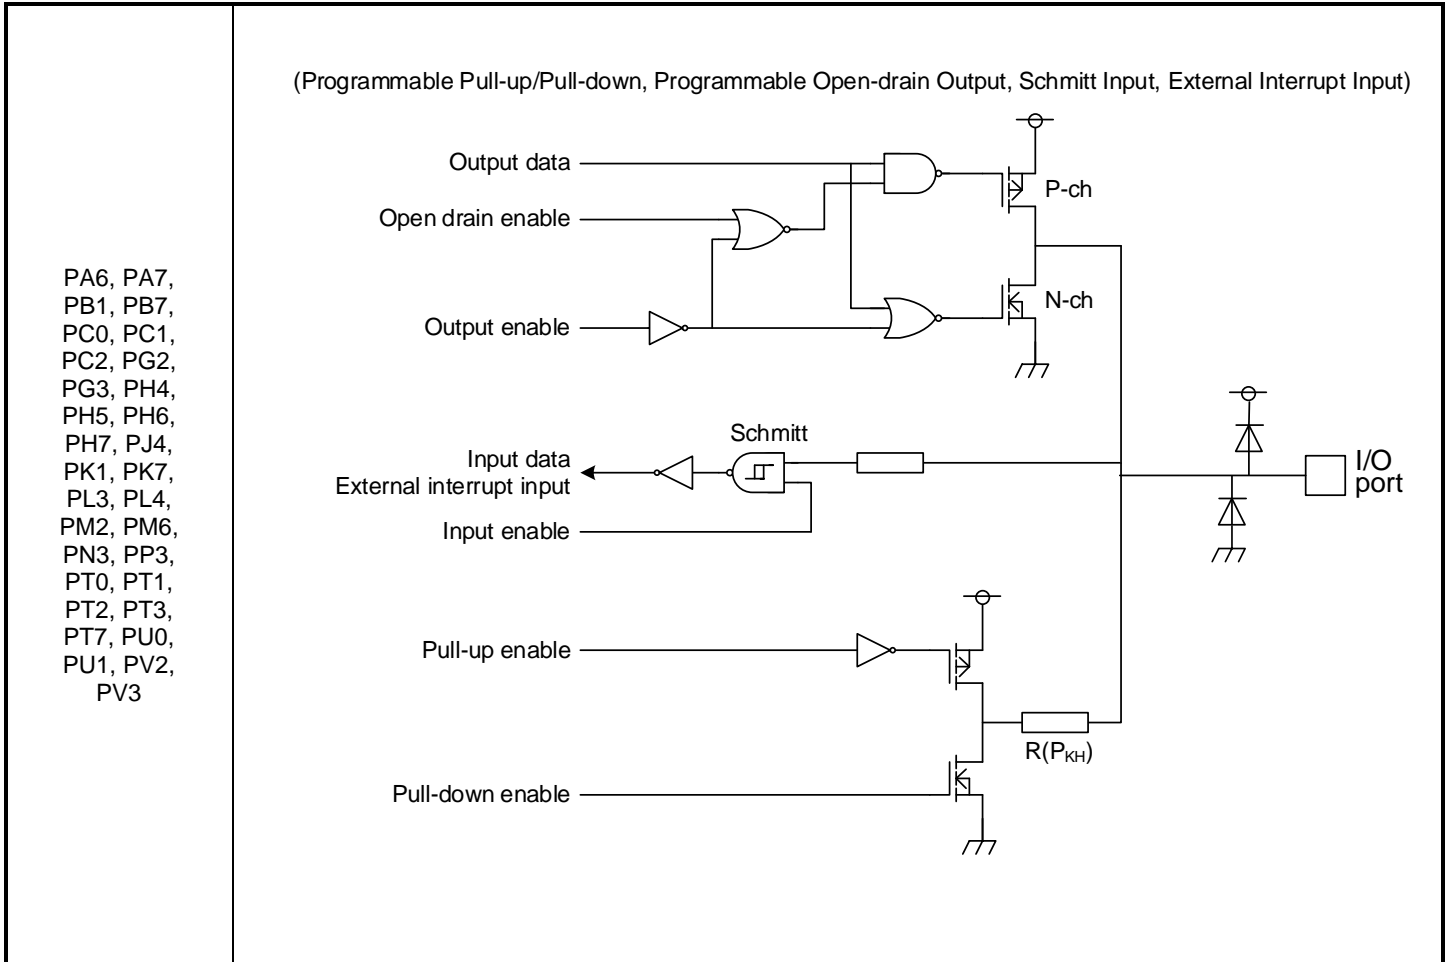 PA6, PA7,
PB1, PB7,
PC0, PC1,
PC2, PG2,
PG3, PH4,
PH5, PH6,
PH7, PJ4,
PK1, PK7,
PL3, PL4,
PM2, PM6,
PN3, PP3,
PT0, PT1,
PT2, PT3,
PT7, PU0,
PU1, PV2,
PV3
(Programmable Pull-up/Pull-down, Programmable Open-drain Output, Schmitt Input, External Interrupt Input)
Output data
P-ch
Open drain enable
N-ch
Output enable
Schmitt
Input data
External interrupt input
I/O
port
Input enable
Pull-up enable
R(PKH)
Pull-down enable